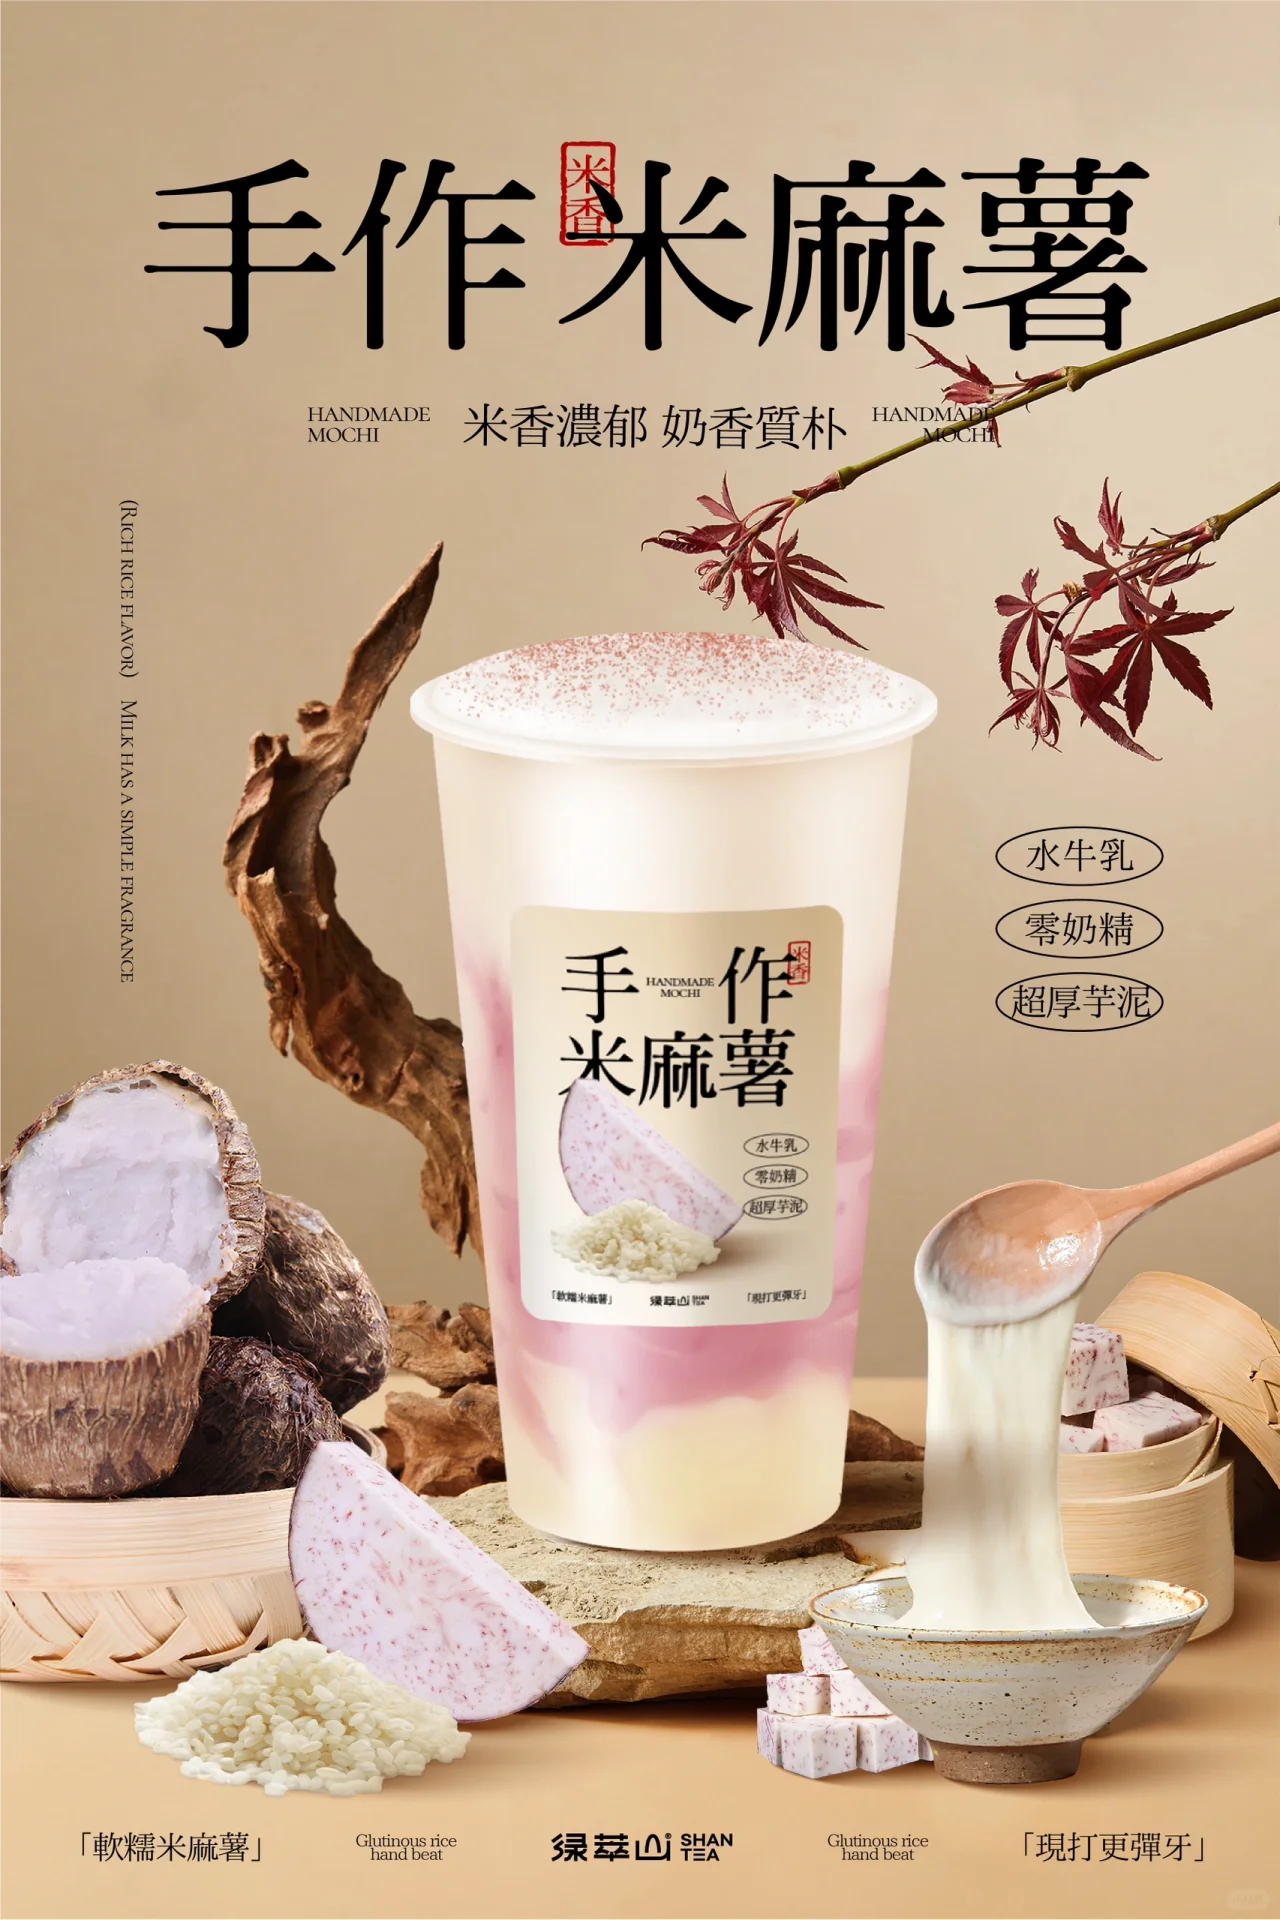 手作米麻薯
米香
HANDMADE
MOCHI
米香濃郁 奶香質朴
HANDMADE
MOCHI
(RICH RICE FLAVOR) MILK HAS A SIMPLE FRAGRANCE
水牛乳
零奶精
超厚芋泥
手作
米香
HANDMADE
MOCHI
米麻薯
水牛乳
零奶精
超厚芋泥
「軟糯米麻薯」
绿萃山 SHAN
TEA
「現打更彈牙」
「軟糯米麻薯」
Glutinous rice
hand beat
绿萃山 SHAN
TEA
Glutinous rice
hand beat
「現打更彈牙」